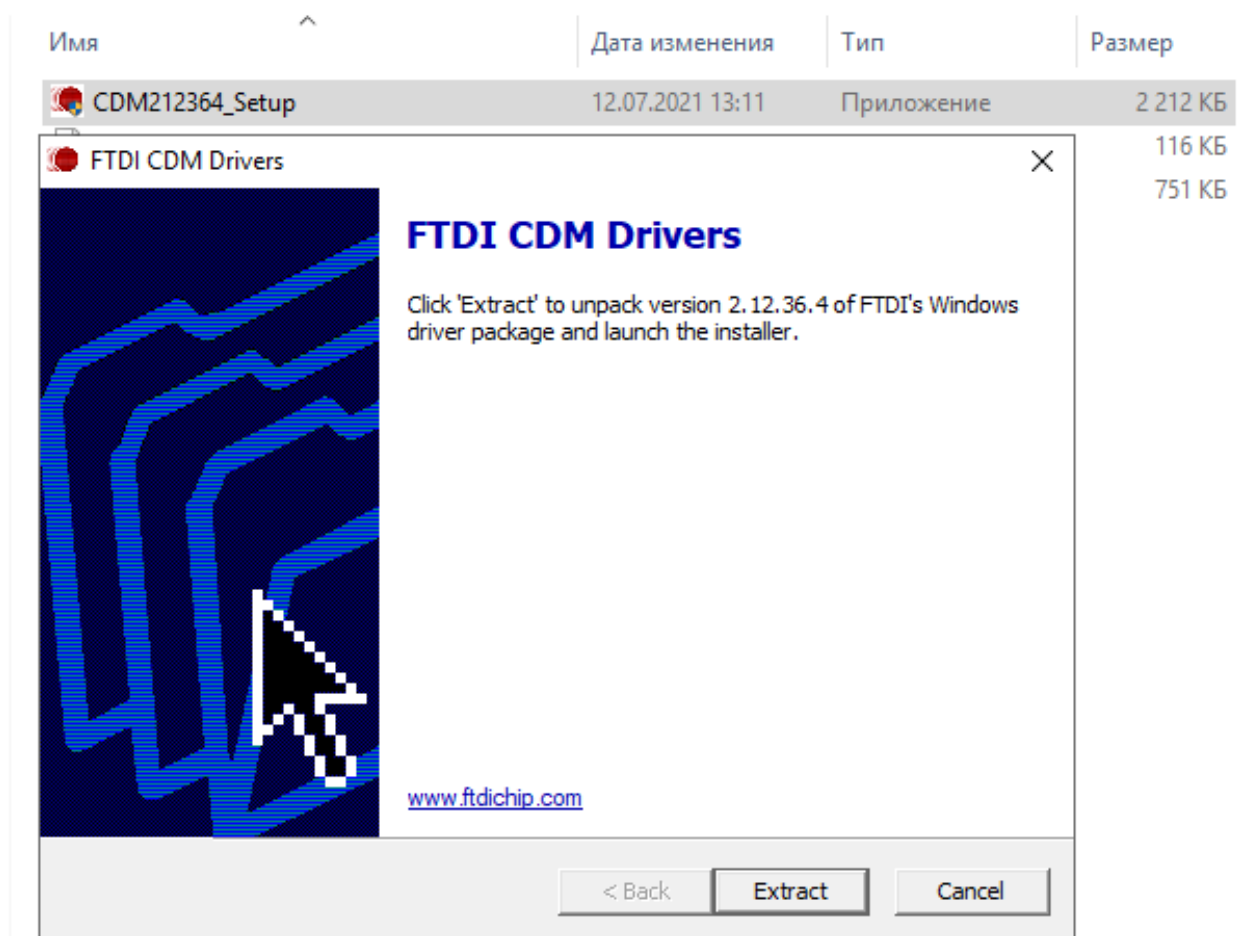 Имя Дата изменения Тип Размер
CDM212364_Setup 12.07.2021 13:11 Приложение 2 212 КБ
116 КБ
FTDI CDM Drivers
751 КБ
FTDI CDM Drivers
Click 'Extract' to unpack version 2.12.36.4 of FTDI's Windows
driver package and launch the installer.
www.ftdichip.com
< Back Extract Cancel